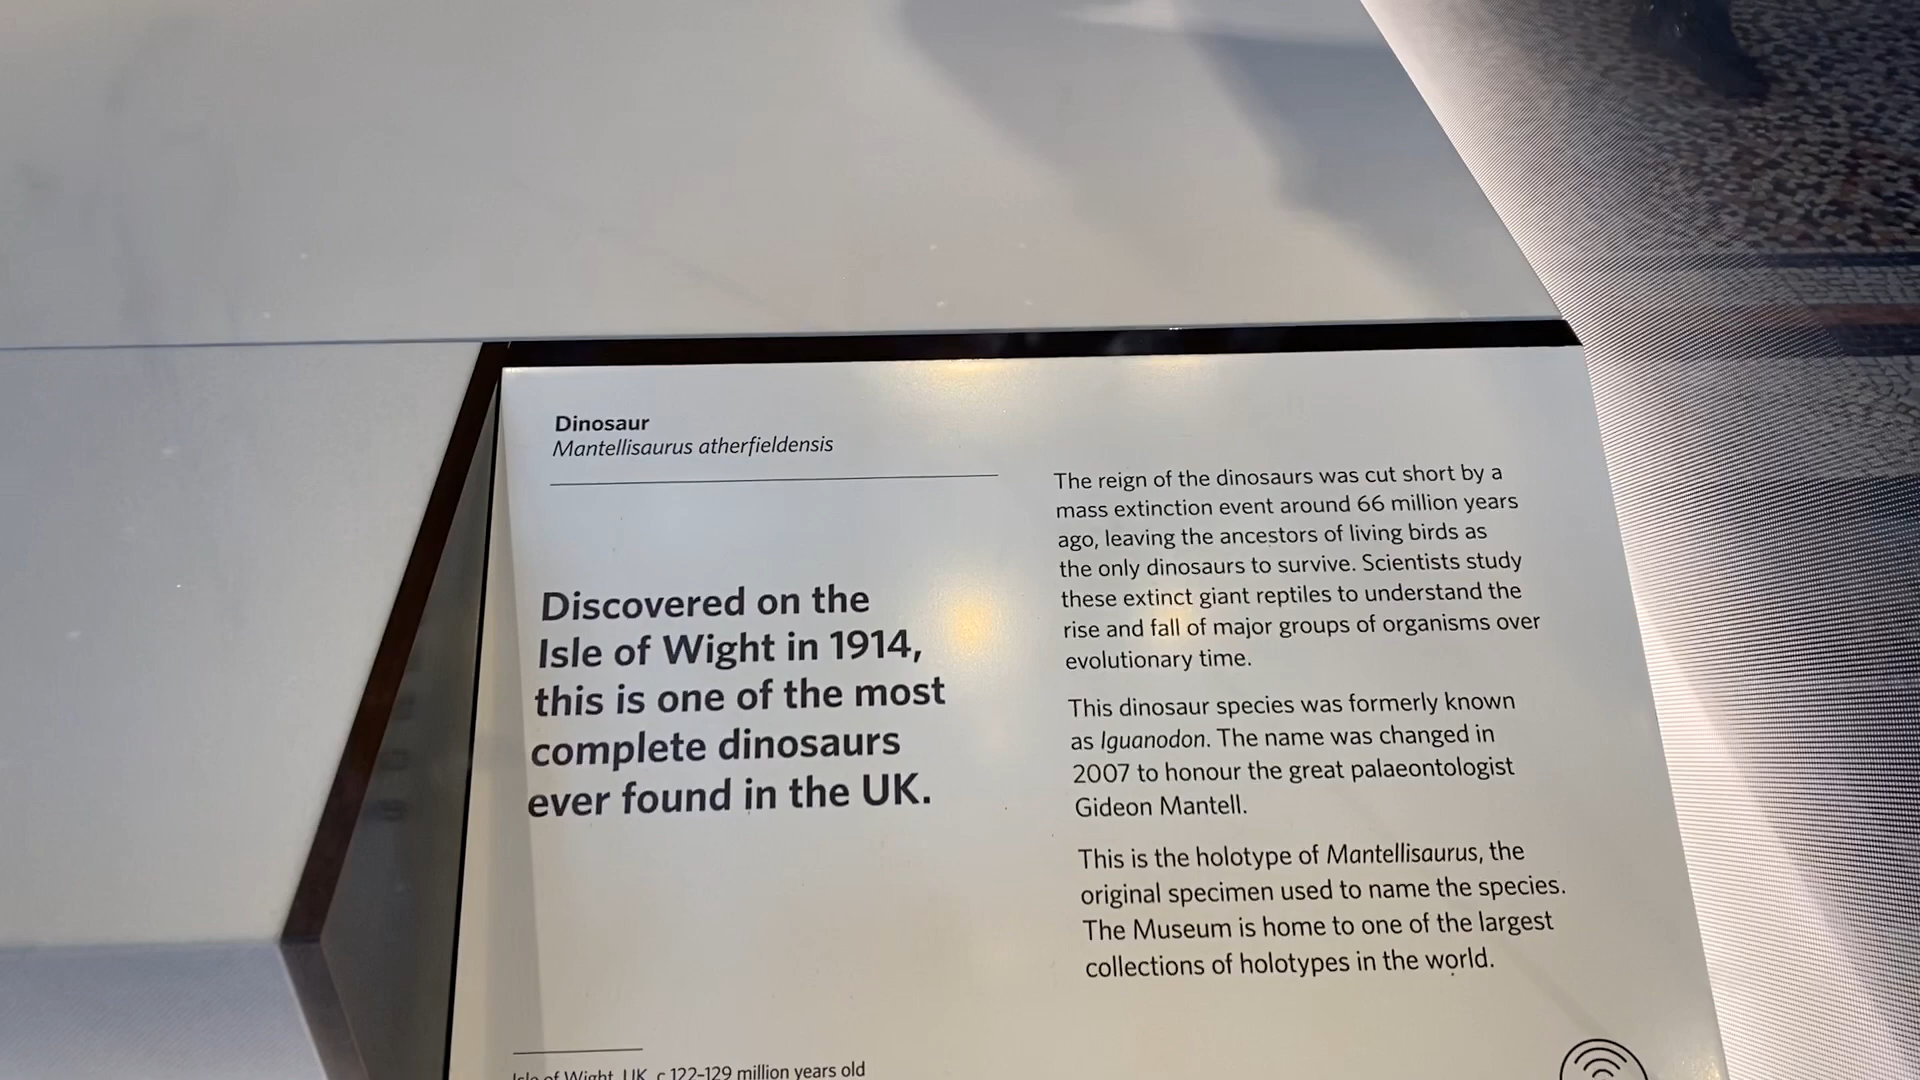 Dinosaur
Mantellisaurus atherfieldensis
Discovered on the
Isle of Wight in 1914,
this is one of the most
complete dinosaurs
ever found in the UK.
The reign of the dinosaurs was cut short by a
mass extinction event around 66 million years
ago, leaving the ancestors of living birds as
the only dinosaurs to survive. Scientists study
these extinct giant reptiles to understand the
rise and fall of major groups of organisms over
evolutionary time.
This dinosaur species was formerly known
as Iguanodon. The name was changed in
2007 to honour the great palaeontologist
Gideon Mantell.
This is the holotype of Mantellisaurus, the
original specimen used to name the species.
The Museum is home to one of the largest
collections of holotypes in the world.
Isle of Wight, UK, c 122–129 million years old